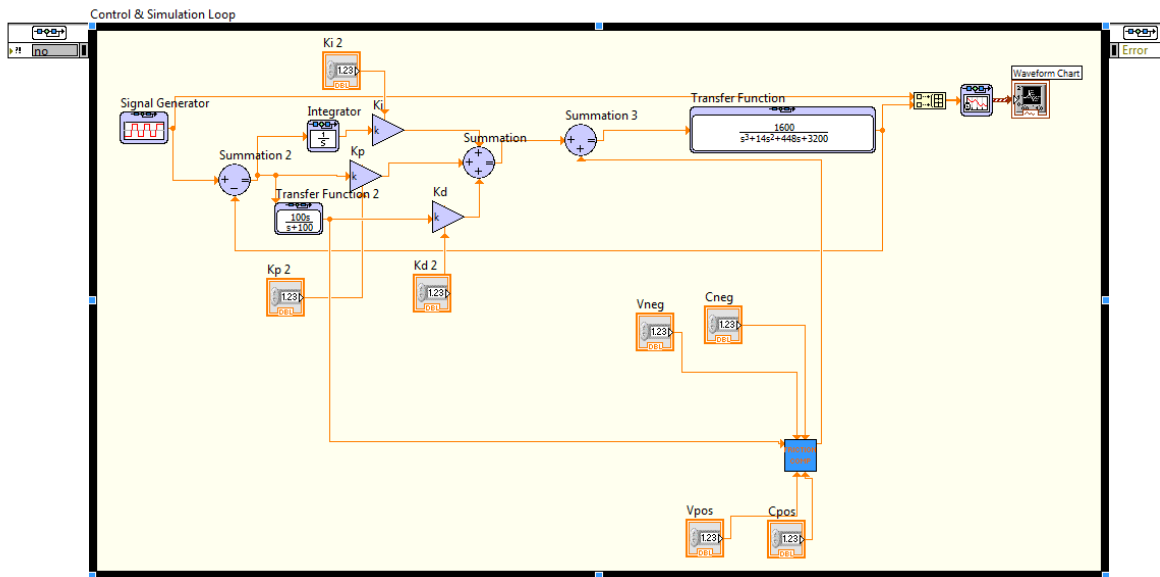 Control & Simulation Loop
?! no
Error
Ki 2
1.23
DBL
Waveform Chart
Signal Generator
Integrator
1
s
Ki
k
Transfer Function
1600
s³+14s²+448s+3200
Summation 3
Summation
Summation 2
Kp
k
Transfer Function 2
100s
s+100
Kd
k
Kp 2
1.23
DBL
Kd 2
1.23
DBL
Vneg
1.23
DBL
Cneg
1.23
DBL
Vpos
1.23
DBL
Cpos
1.23
DBL